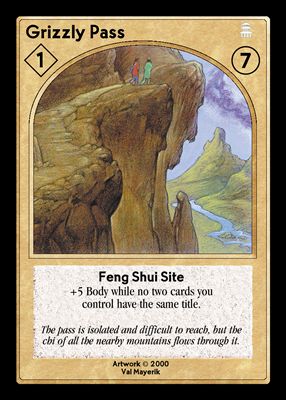 Grizzly Pass
1
7
Feng Shui Site
+5 Body while no two cards you
control have the same title.
The pass is isolated and difficult to reach, but the
chi of all the nearby mountains flows through it.
Artwork © 2000
Val Mayerik